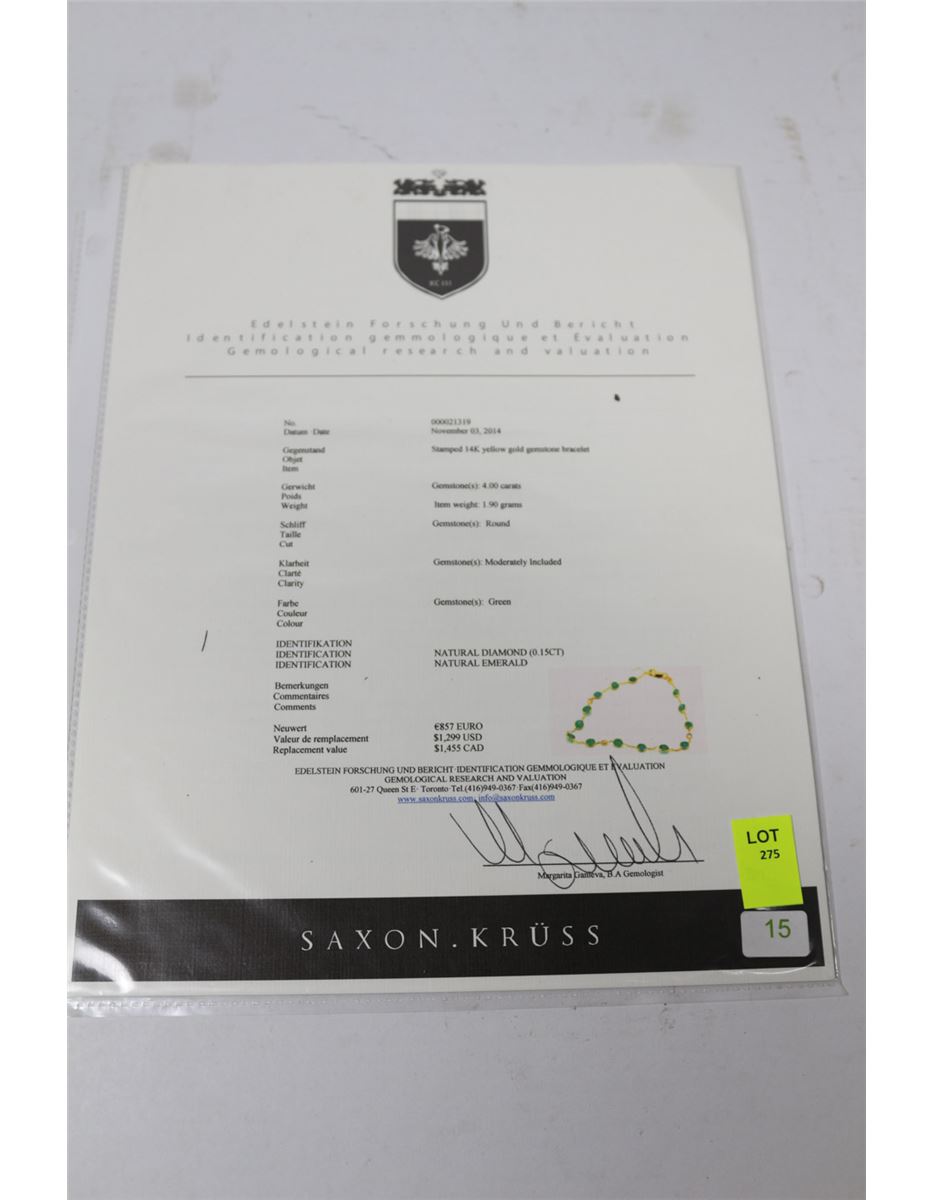 Edelstein Forschung Und Bericht
Identification gemmologique et Evaluation
Gemological research and valuation
No. 000021319
Datum Date November 03, 2014
Gegenstand Stamped 14K yellow gold gemstone bracelet
Objet
Item
Gerwicht Gemstone(s): 4.00 carats
Poids
Weight Item weight: 1.90 grams
Schliff Gemstone(s): Round
Taille
Cut
Klarheit Gemstone(s): Moderately Included
Clarté
Clarity
Farbe Gemstone(s): Green
Couleur
Colour
IDENTIFIKATION
IDENTIFICATION NATURAL DIAMOND (0.15CT)
IDENTIFICATION NATURAL EMERALD
Bemerkungen
Commentaires
Comments
Neuwert €857 EURO
Valeur de remplacement $1,299 USD
Replacement value $1,455 CAD
EDELSTEIN FORSCHUNG UND BERICHT·IDENTIFICATION GEMMOLOGIQUE ET EVALUATION
GEMOLOGICAL RESEARCH AND VALUATION
601-27 Queen St E· Toronto·Tel.(416)949-0367·Fax(416)949-0367
www.saxonkruss.com, info@saxonkruss.com
Margarita Ganteva, B.A Gemologist
LOT
275
15
SAXON.KRÜSS